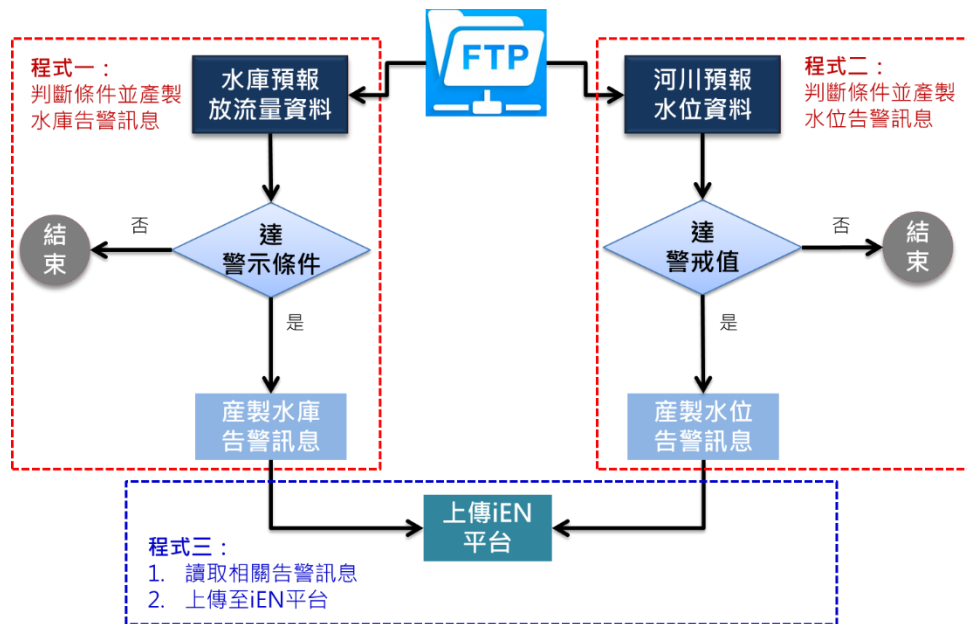 FTP
程式一：
判斷條件並產製
水庫告警訊息
水庫預報
放流量資料
達
警示條件
否
結
束
是
產製水庫
告警訊息
河川預報
水位資料
程式二：
判斷條件並產製
水位告警訊息
達
警戒值
否
結
束
是
產製水位
告警訊息
上傳iEN
平台
程式三：
1. 讀取相關告警訊息
2. 上傳至iEN平台